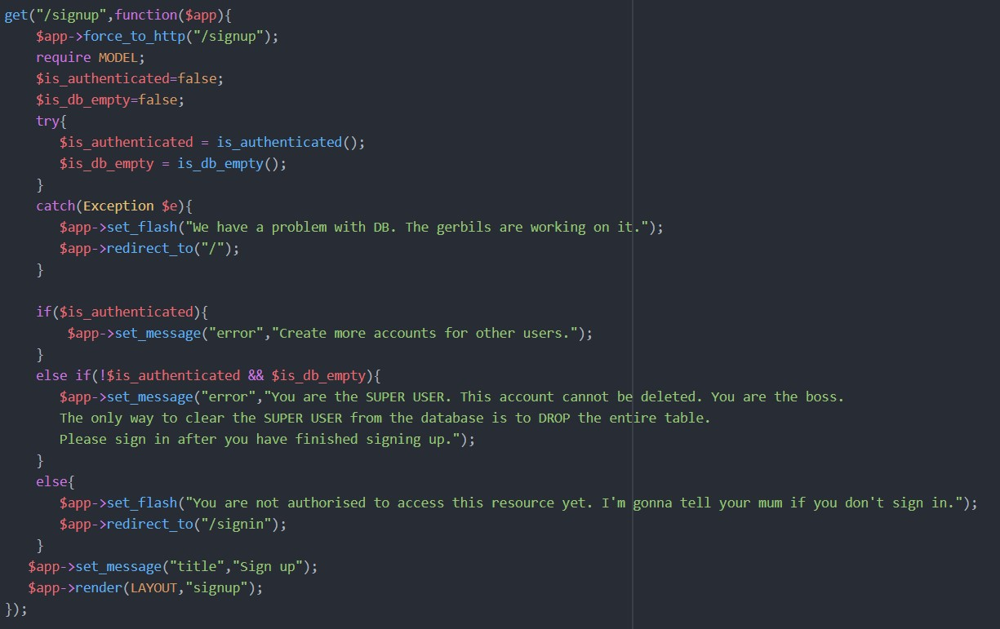 get("/signup",function($app){
    $app->force_to_http("/signup");
    require MODEL;
    $is_authenticated=false;
    $is_db_empty=false;
    try{
       $is_authenticated = is_authenticated();
       $is_db_empty = is_db_empty();
    }
    catch(Exception $e){
       $app->set_flash("We have a problem with DB. The gerbils are working on it.");
       $app->redirect_to("/");
    }

    if($is_authenticated){
        $app->set_message("error","Create more accounts for other users.");
    }
    else if(!$is_authenticated && $is_db_empty){
       $app->set_message("error","You are the SUPER USER. This account cannot be deleted. You are the boss.
       The only way to clear the SUPER USER from the database is to DROP the entire table.
       Please sign in after you have finished signing up.");
    }
    else{
       $app->set_flash("You are not authorised to access this resource yet. I'm gonna tell your mum if you don't sign in.");
       $app->redirect_to("/signin");
    }
   $app->set_message("title","Sign up");
   $app->render(LAYOUT,"signup");
});